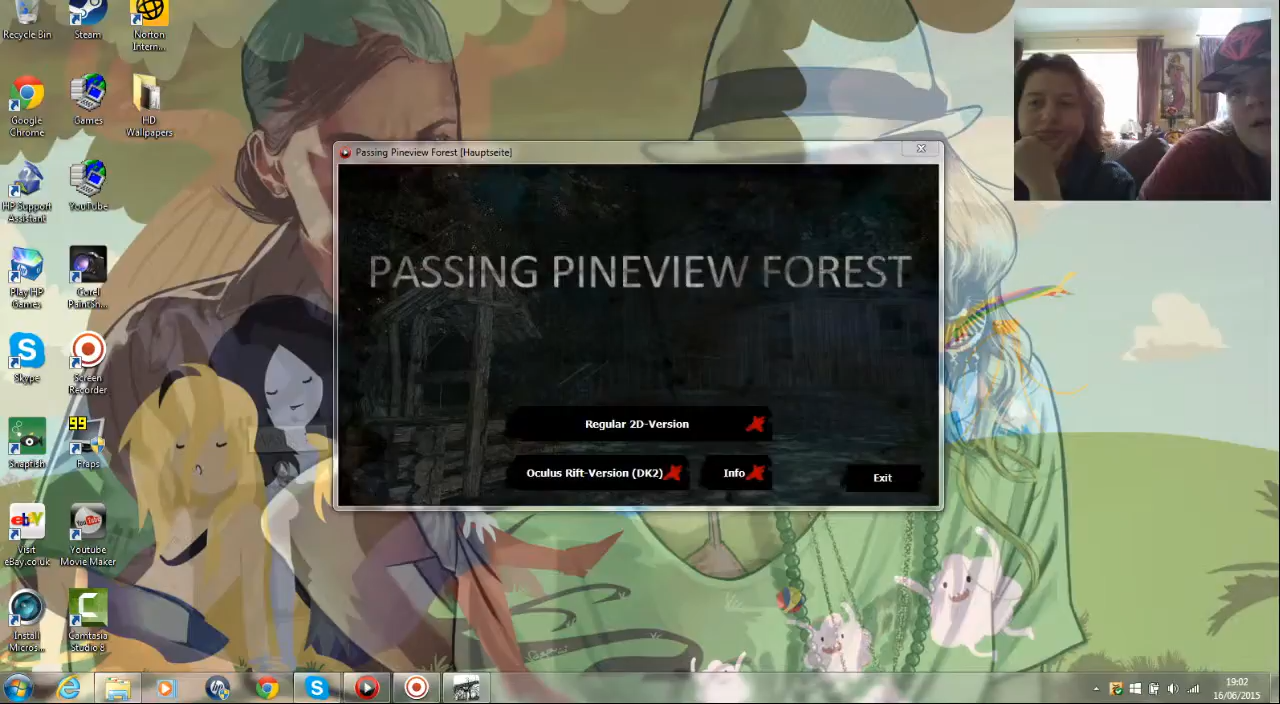 Recycle Bin
Steam
Norton
Intern...
Google
Chrome
Games
HD
Wallpapers
HP Support
Assistant
YouTube
Play HP
Games
Corel
PaintSh...
Skype
Screen
Recorder
Snapfish
99
Fraps
Visit
eBay.co.uk
Youtube
Movie Maker
Install
Micros...
Camtasia
Studio 8
Passing Pineview Forest [Hauptseite]
PASSING PINEVIEW FOREST
Regular 2D-Version
Oculus Rift-Version (DK2)
Info
Exit
19:02
16/06/2015